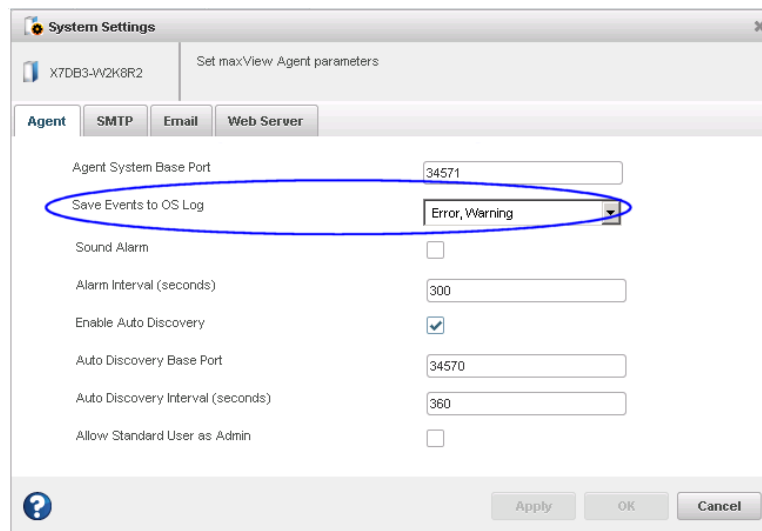 System Settings
X7DB3-W2K8R2
Set maxView Agent parameters
Agent SMTP Email Web Server
Agent System Base Port 34571
Save Events to OS Log Error, Warning
Sound Alarm
Alarm Interval (seconds) 300
Enable Auto Discovery
Auto Discovery Base Port 34570
Auto Discovery Interval (seconds) 360
Allow Standard User as Admin
? Apply OK Cancel